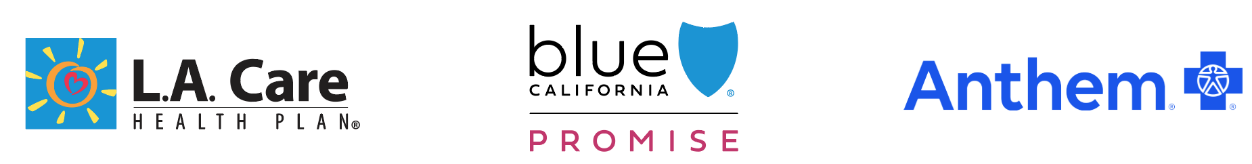 L.A. Care
HEALTH PLAN®
blue
CALIFORNIA
®
PROMISE
Anthem®
®